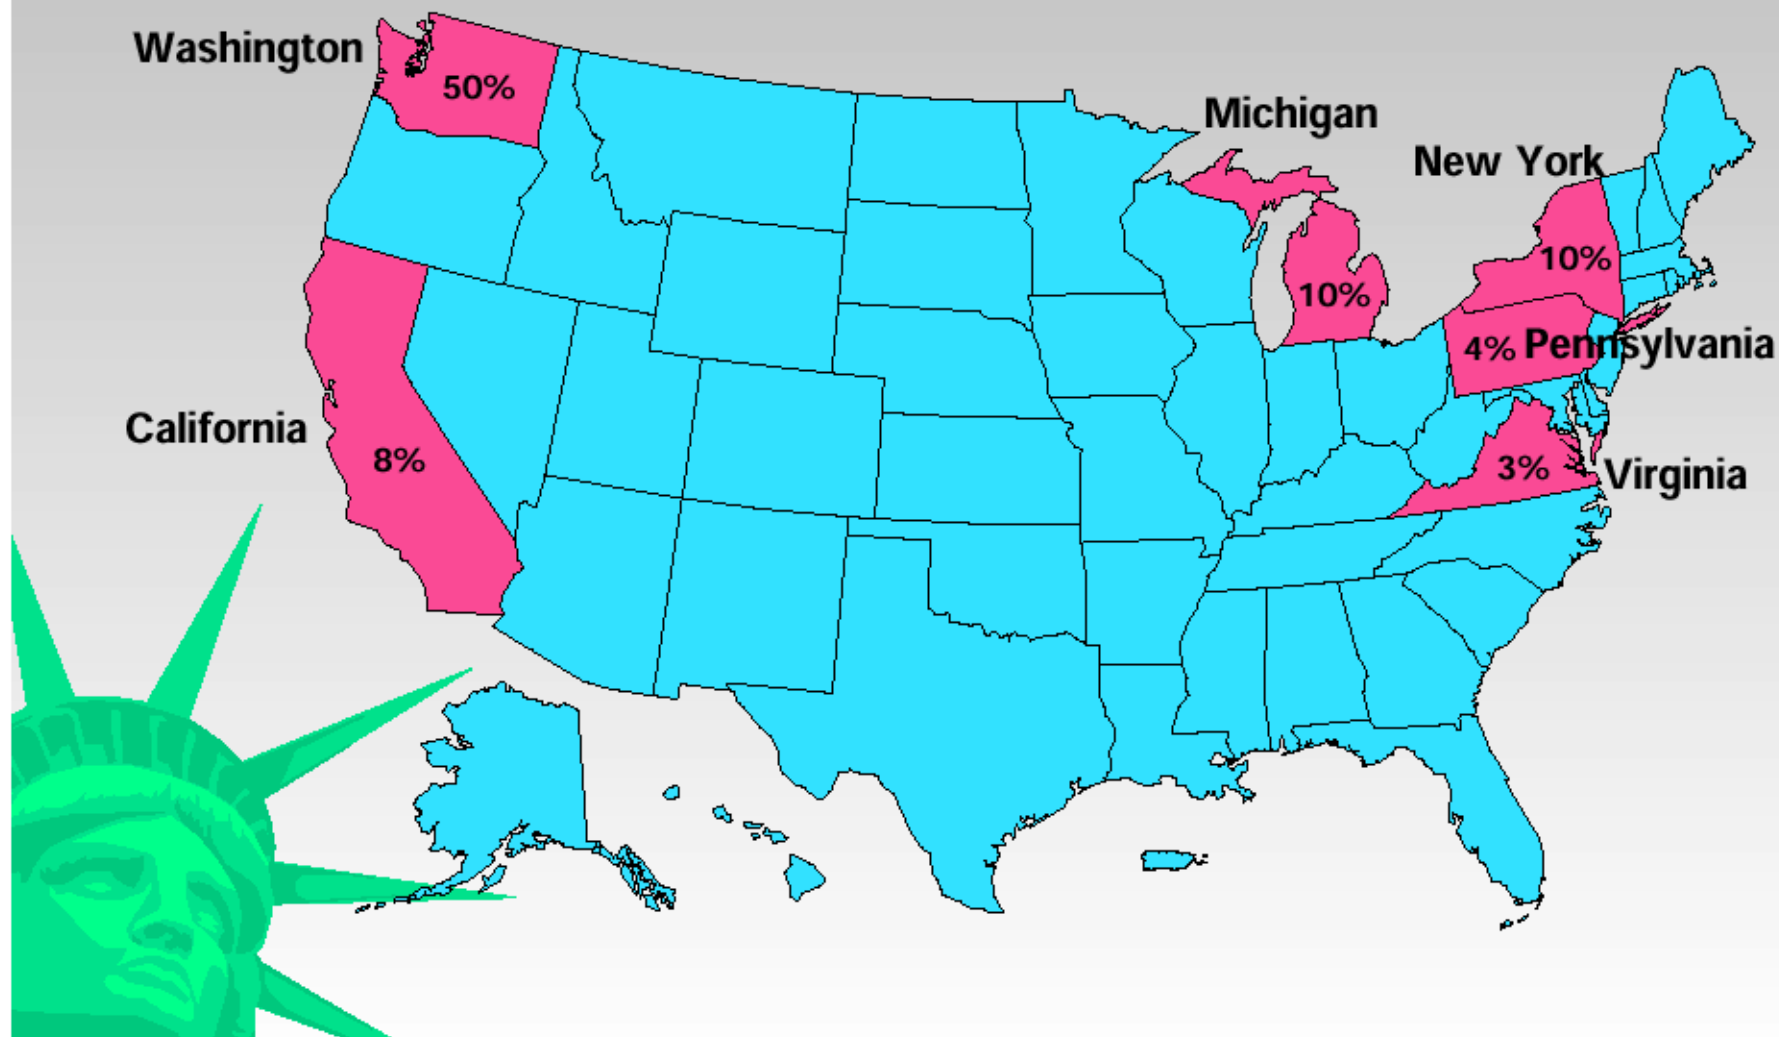 Washington
50%
Michigan
New York
10%
10%
4% Pennsylvania
California
8%
3%
Virginia